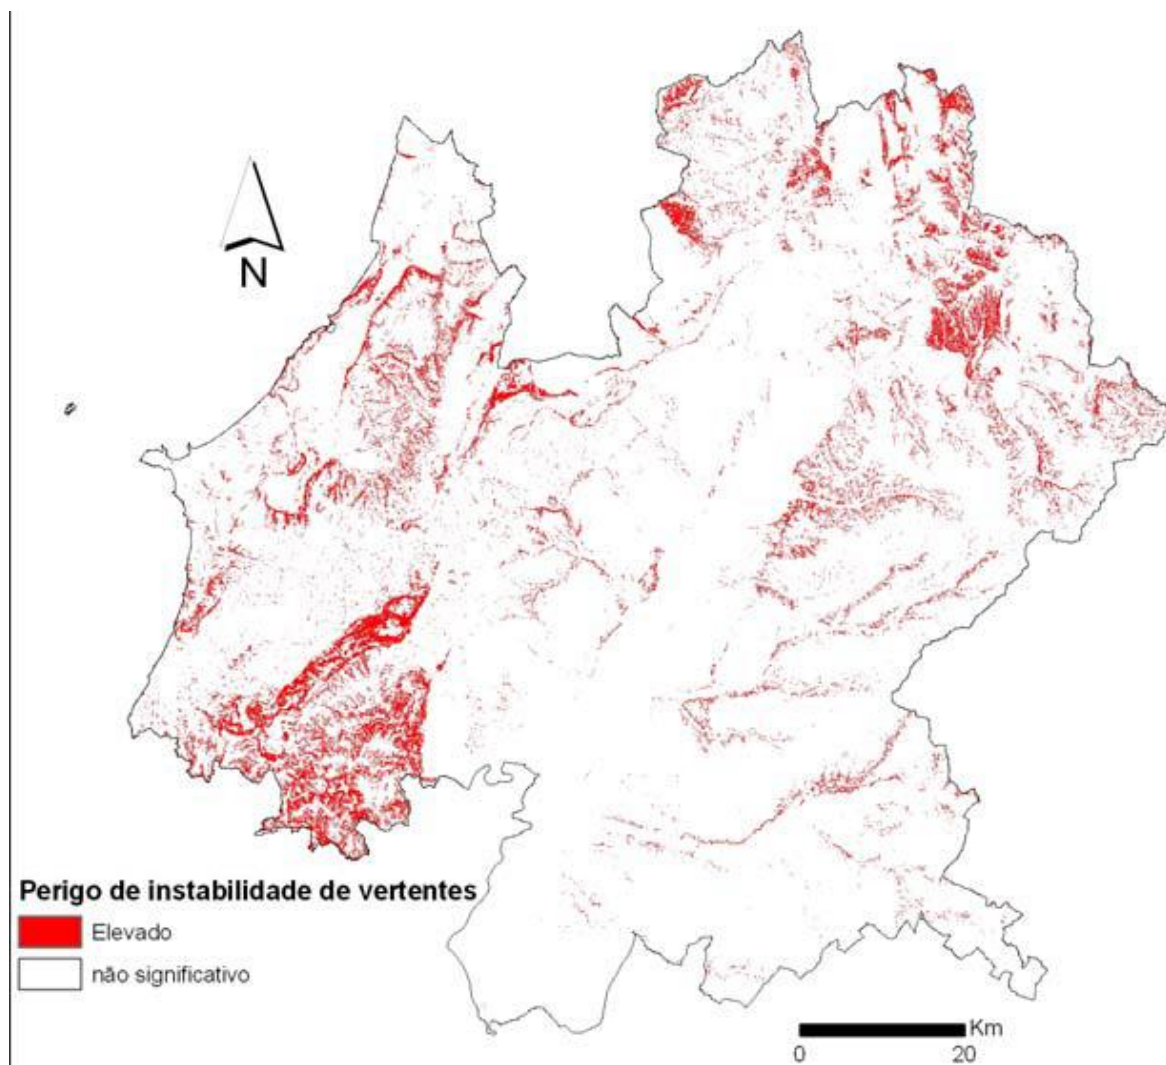 N
Perigo de instabilidade de vertentes
Elevado
não significativo
Km
0 20